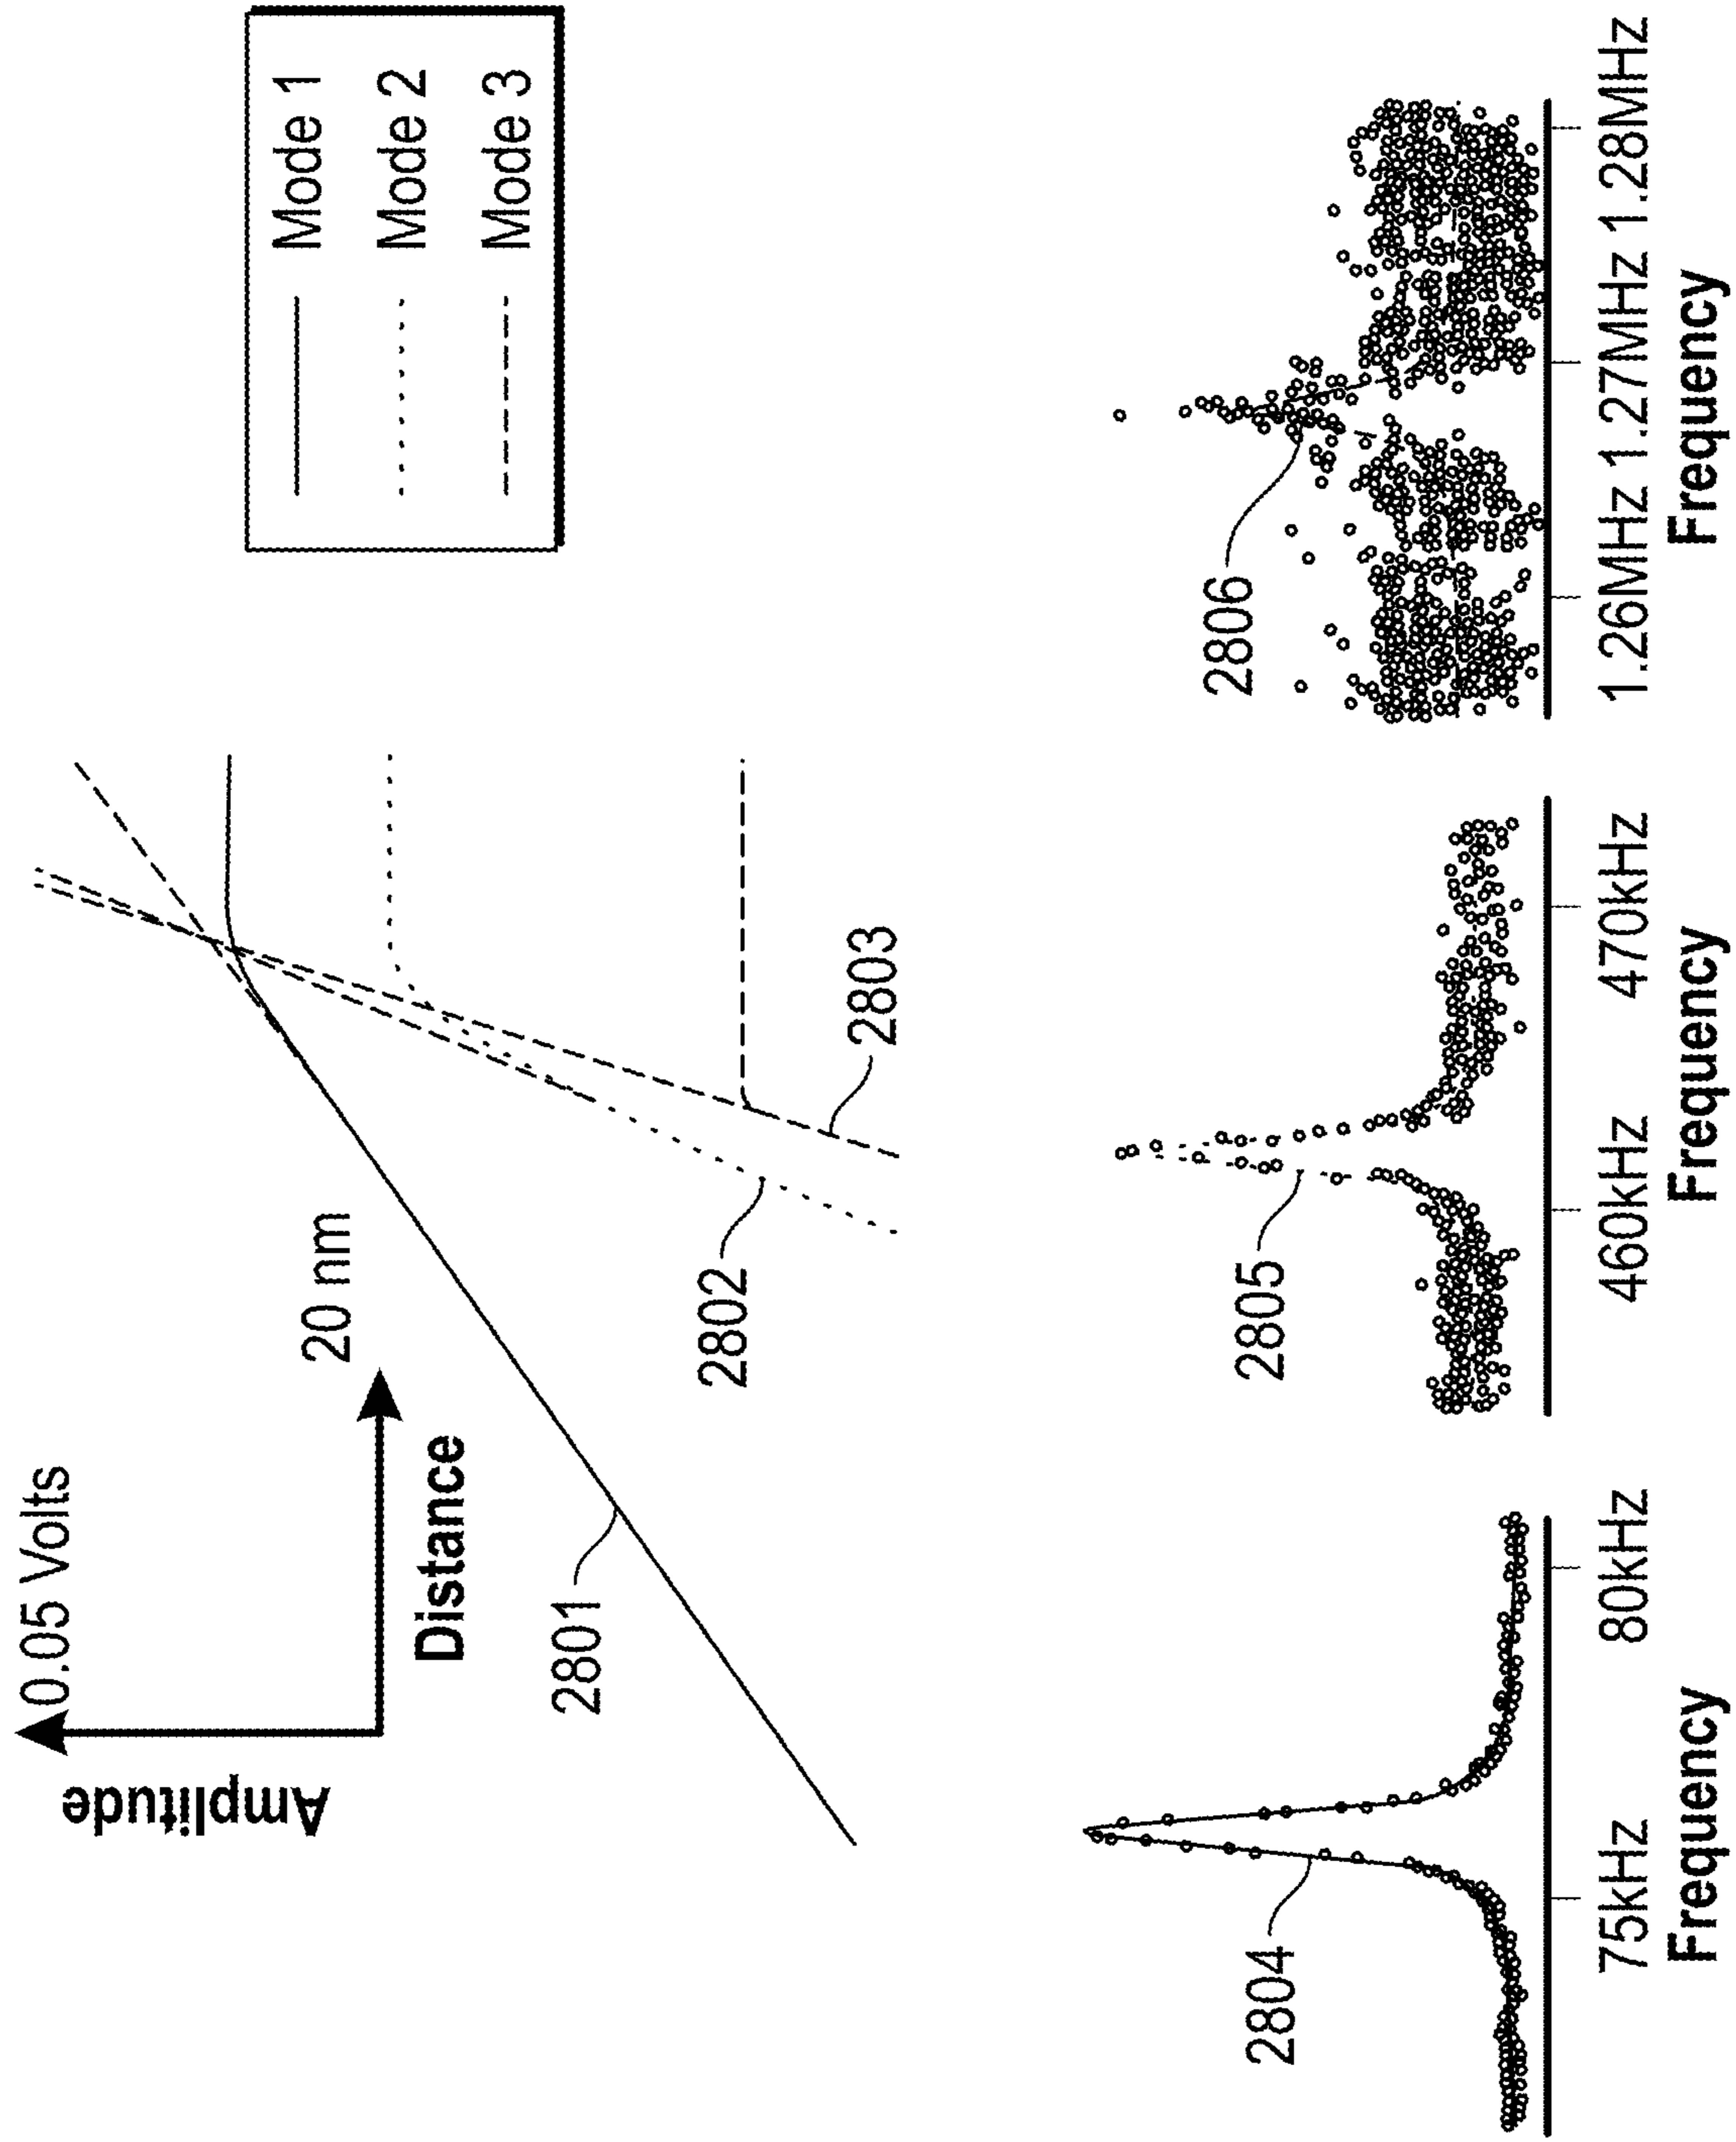 0.05 Volts
Amplitude
20 nm
Distance
Mode 1
Mode 2
Mode 3
2801
2802
2803
2804
2805
2806
75kHz 80kHz
Frequency
460kHz 470kHz
Frequency
1.26MHz 1.27MHz 1.28MHz
Frequency